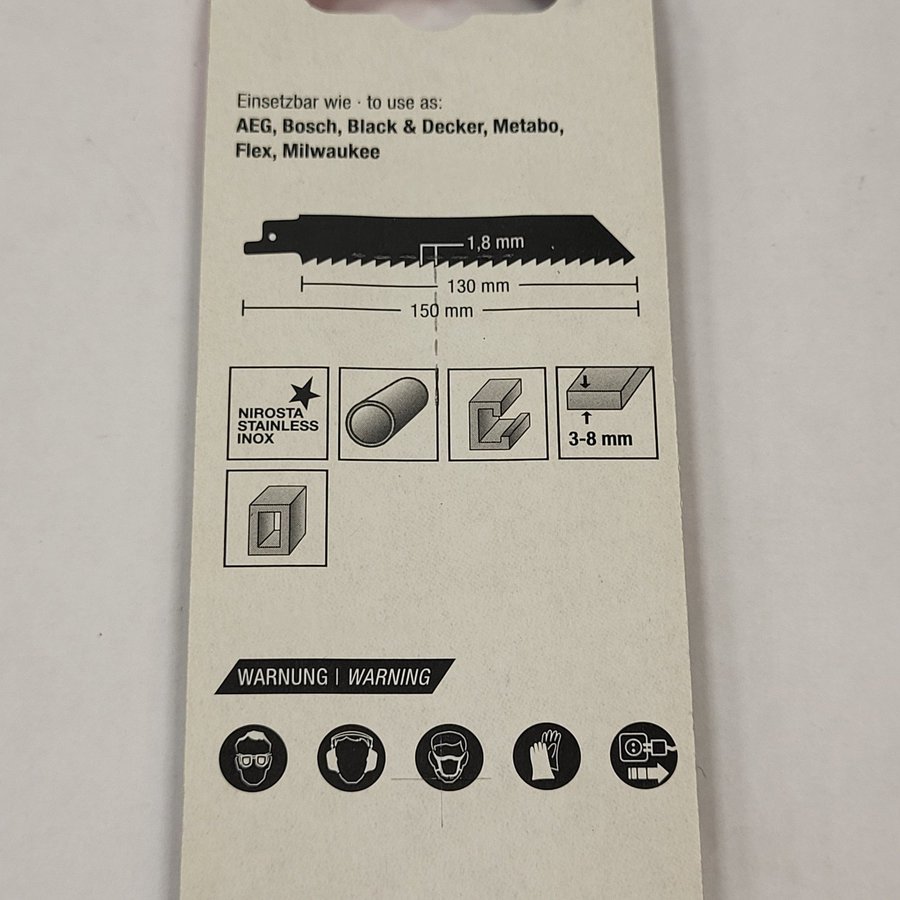 Einsetzbar wie · to use as:
AEG, Bosch, Black & Decker, Metabo,
Flex, Milwaukee
1,8 mm
130 mm
150 mm
NIROSTA
STAINLESS
INOX
3-8 mm
WARNUNG | WARNING